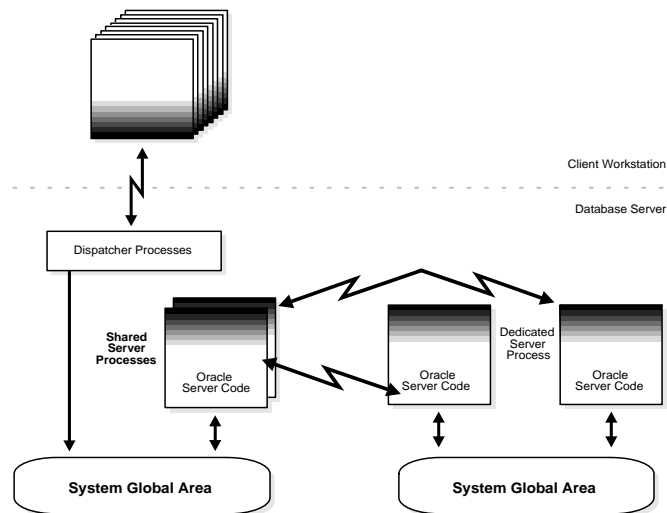 Client Workstation
Database Server
Dispatcher Processes
Shared
Server
Processes
Oracle
Server Code
Oracle
Server Code
Dedicated
Server
Process
Oracle
Server Code
System Global Area
System Global Area